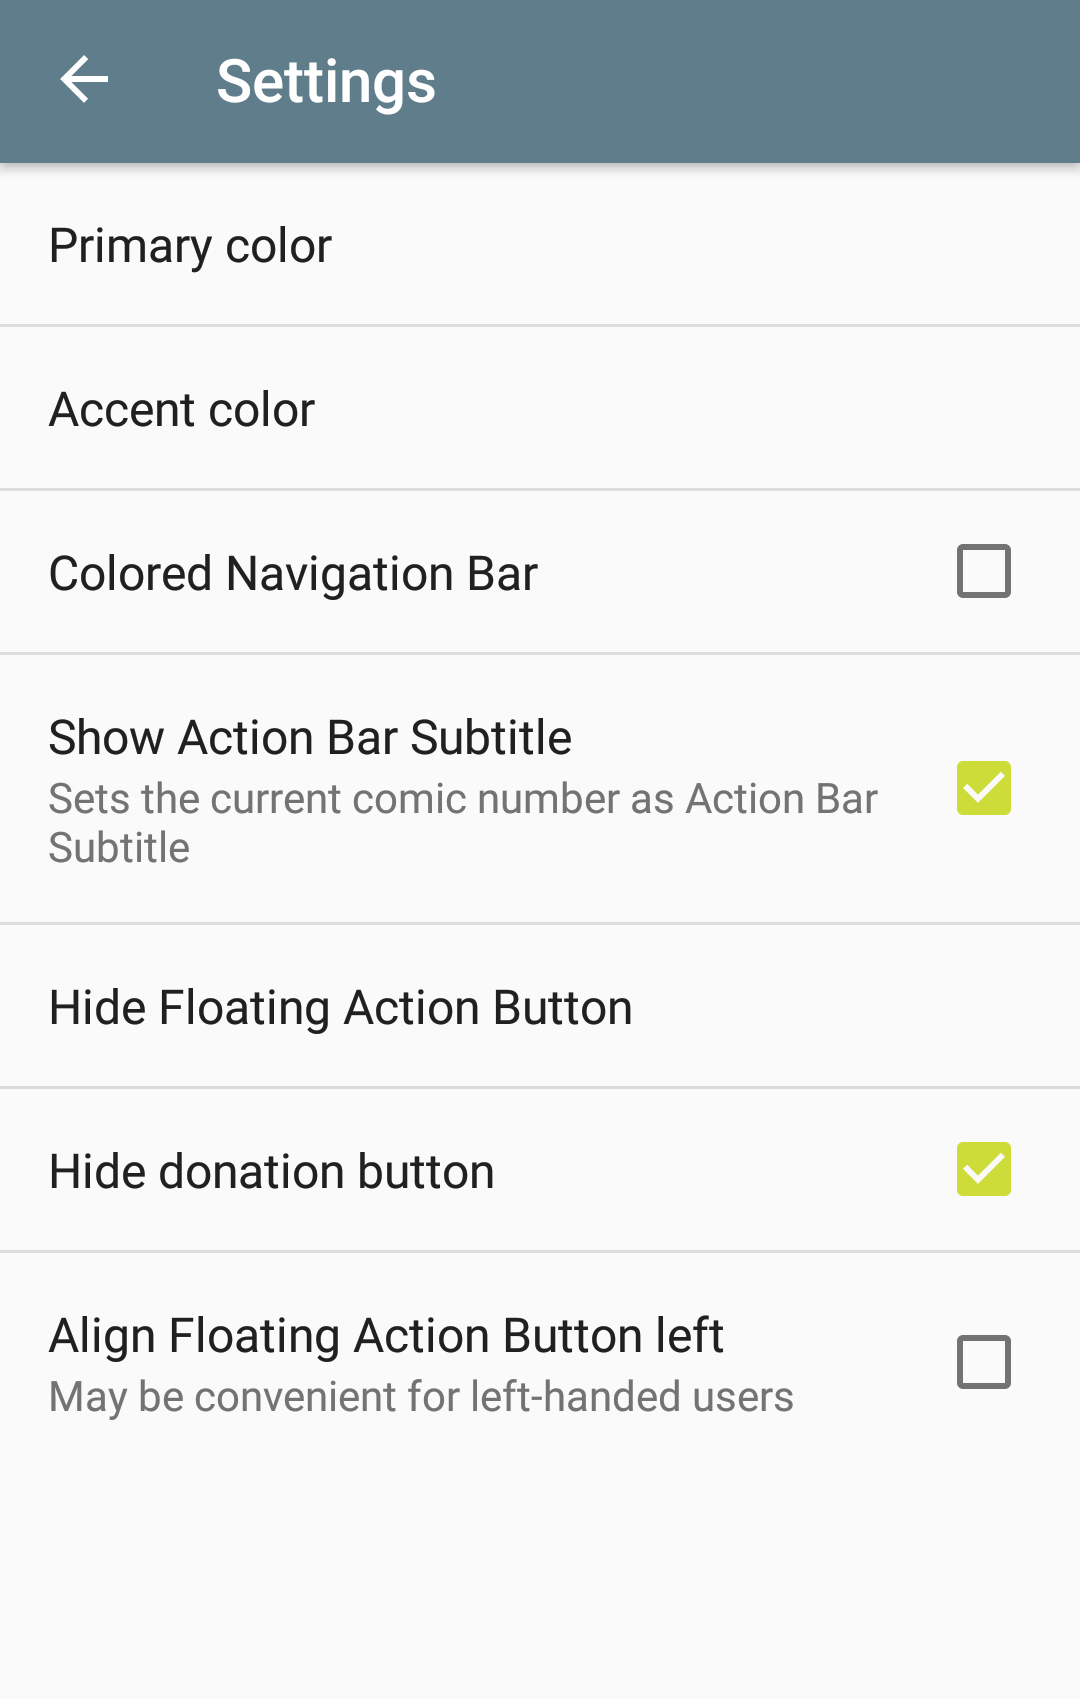 Settings
Primary color
Accent color
Colored Navigation Bar
Show Action Bar Subtitle
Sets the current comic number as Action Bar
Subtitle
Hide Floating Action Button
Hide donation button
Align Floating Action Button left
May be convenient for left-handed users